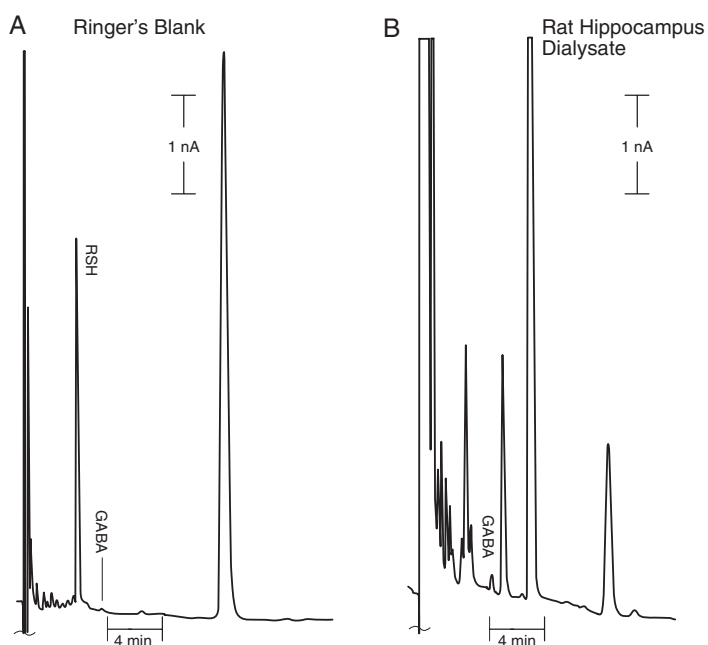 A
Ringer's Blank
1 nA
RSH
GABA
4 min
B
Rat Hippocampus
Dialysate
1 nA
GABA
4 min